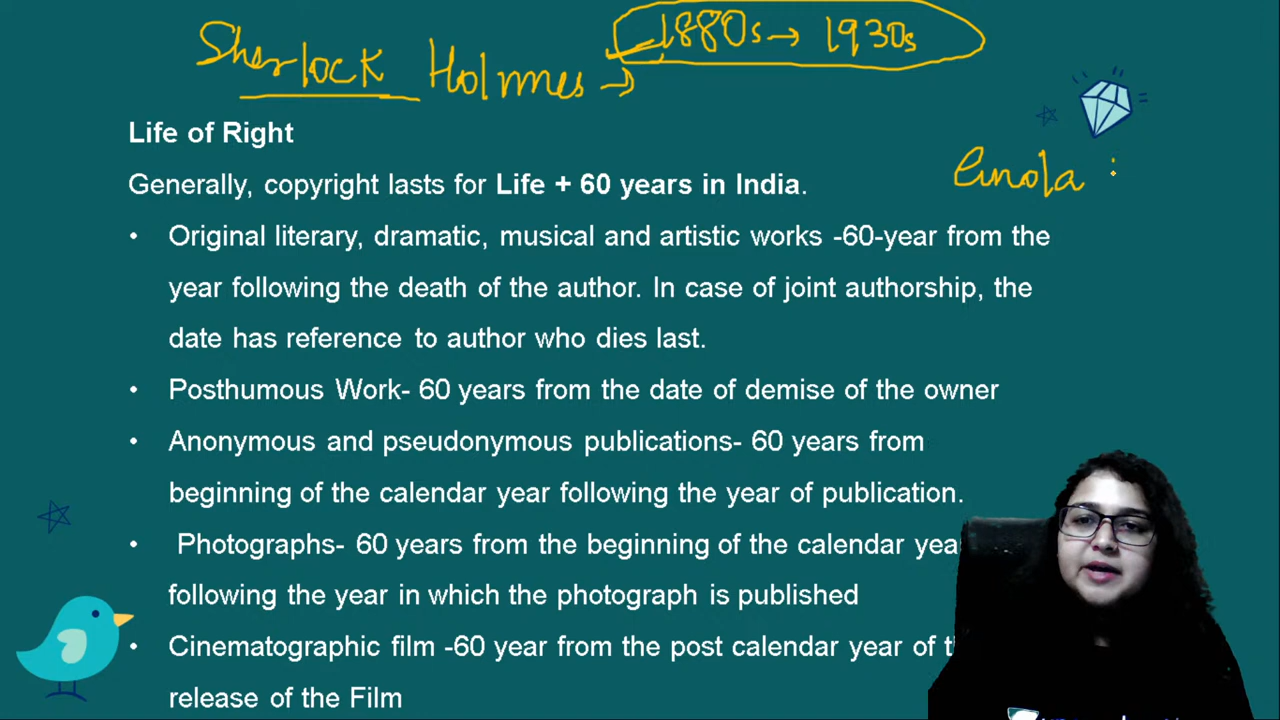 Sherlock Holmes → 1880s → 1930s
Life of Right
Generally, copyright lasts for Life + 60 years in India.
Enola :
• Original literary, dramatic, musical and artistic works -60-year from the
year following the death of the author. In case of joint authorship, the
date has reference to author who dies last.
• Posthumous Work- 60 years from the date of demise of the owner
• Anonymous and pseudonymous publications- 60 years from
beginning of the calendar year following the year of publication.
• Photographs- 60 years from the beginning of the calendar
following the year in which the photograph is published
• Cinematographic film -60 year from the post calendar year of
release of the Film